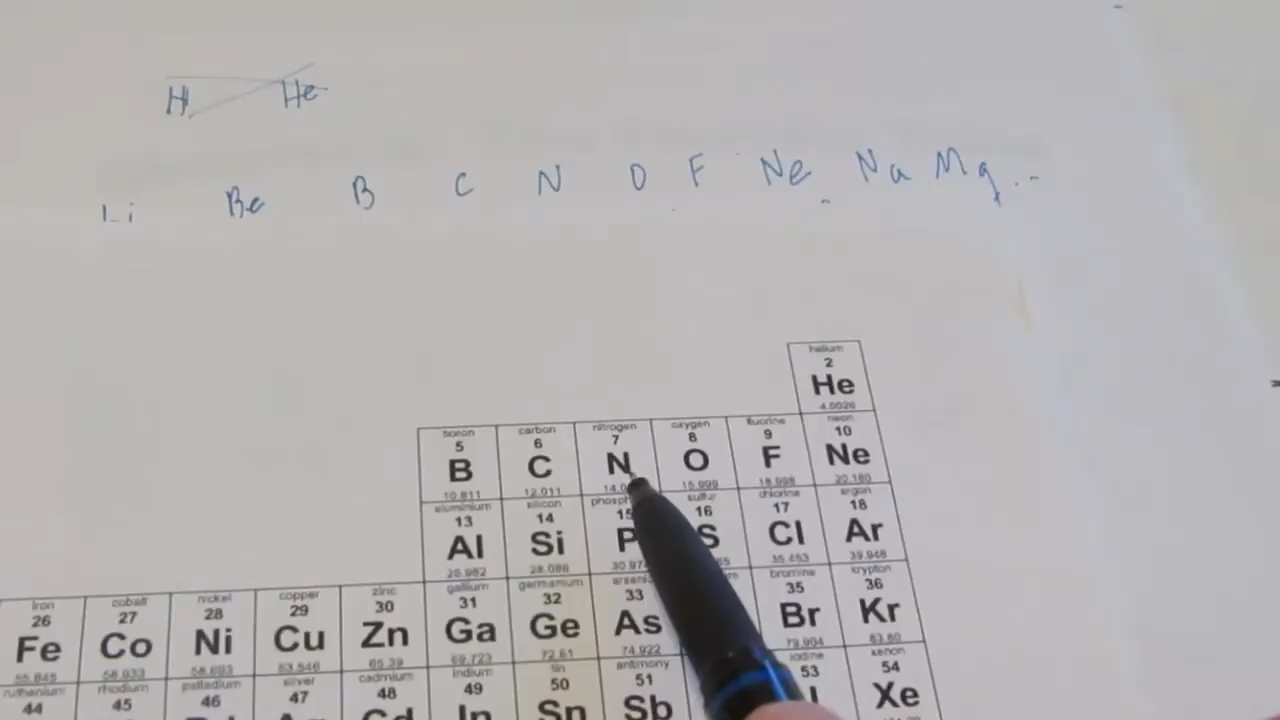 H He
Li Be B C N O F Ne Na Mg ...
helium
2
He
4.0026
boron carbon nitrogen oxygen fluorine neon
5 6 7 8 9 10
B C N O F Ne
10.811 12.011 15.999 18.998 20.180
aluminium silicon sulfur chlorine argon
13 14 15 16 17 18
Al Si P S Cl Ar
26.982 28.086 35.453 39.948
iron cobalt nickel copper zinc gallium germanium bromine krypton
26 27 28 29 30 31 32 33 35 36
Fe Co Ni Cu Zn Ga Ge As Br Kr
55.845 58.933 58.693 63.546 65.39 69.723 72.61 74.922 79.904 83.80
ruthenium rhodium palladium silver cadmium indium tin antimony iodine xenon
44 45 46 47 48 49 50 51 53 54
Cd In Sn Sb I Xe